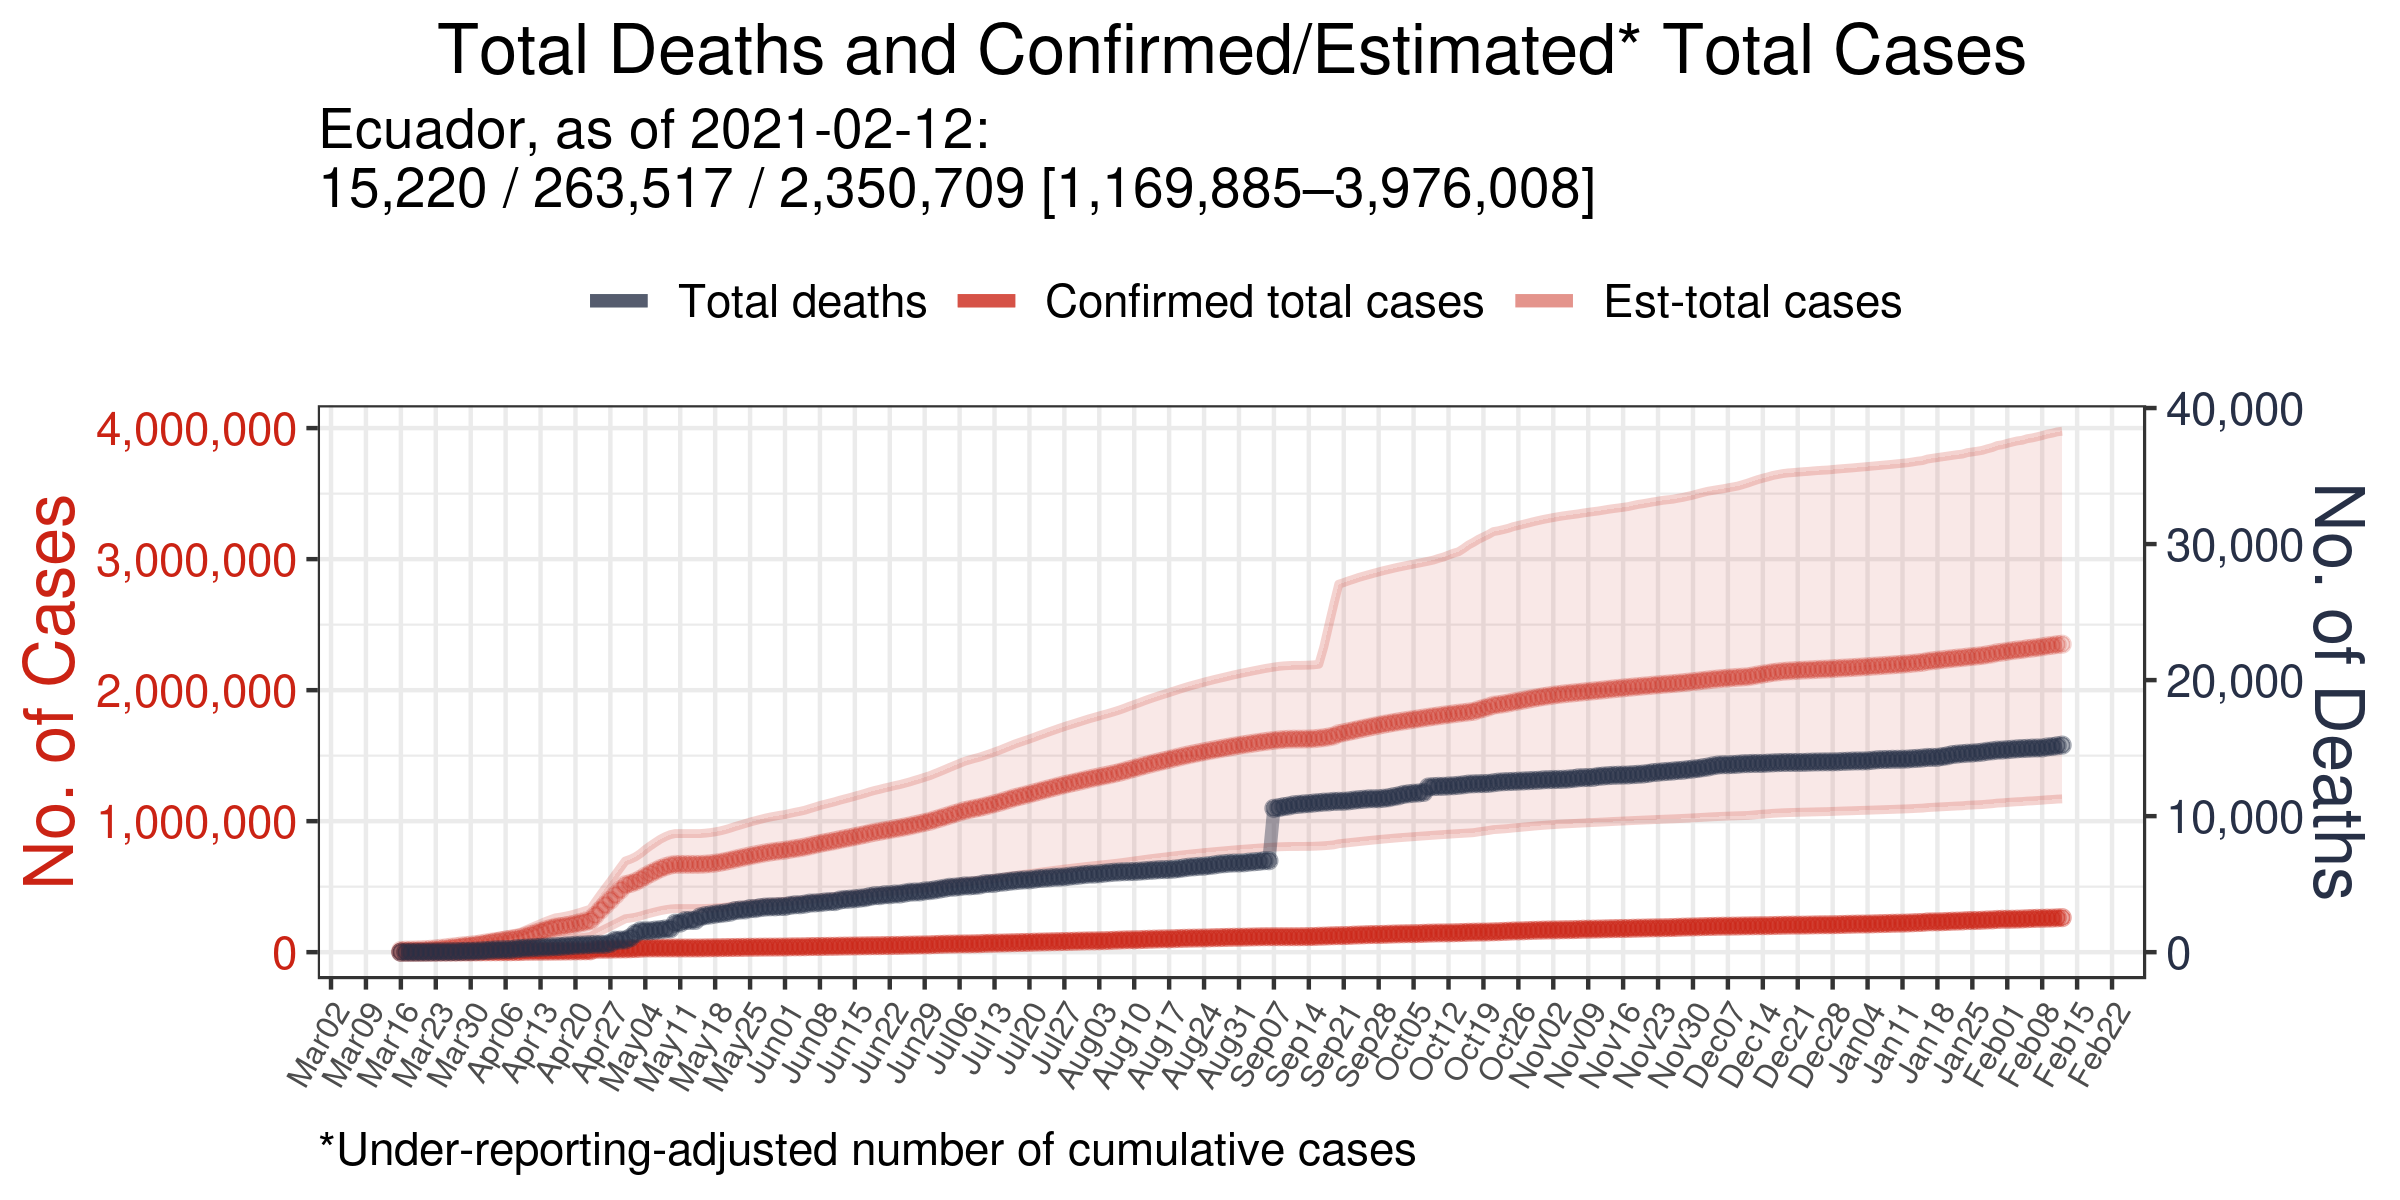 Total Deaths and Confirmed/Estimated* Total Cases
Ecuador, as of 2021-02-12:
15,220 / 263,517 / 2,350,709 [1,169,885–3,976,008]
Total deaths
Confirmed total cases
Est-total cases
No. of Cases
4,000,000
3,000,000
2,000,000
1,000,000
0
40,000
30,000
20,000
10,000
0
No. of Deaths
Mar02
Mar09
Mar16
Mar23
Mar30
Apr06
Apr13
Apr20
Apr27
May04
May11
May18
May25
Jun01
Jun08
Jun15
Jun22
Jun29
Jul06
Jul13
Jul20
Jul27
Aug03
Aug10
Aug17
Aug24
Aug31
Sep07
Sep14
Sep21
Sep28
Oct05
Oct12
Oct19
Oct26
Nov02
Nov09
Nov16
Nov23
Nov30
Dec07
Dec14
Dec21
Dec28
Jan04
Jan11
Jan18
Jan25
Feb01
Feb08
Feb15
Feb22
*Under-reporting-adjusted number of cumulative cases